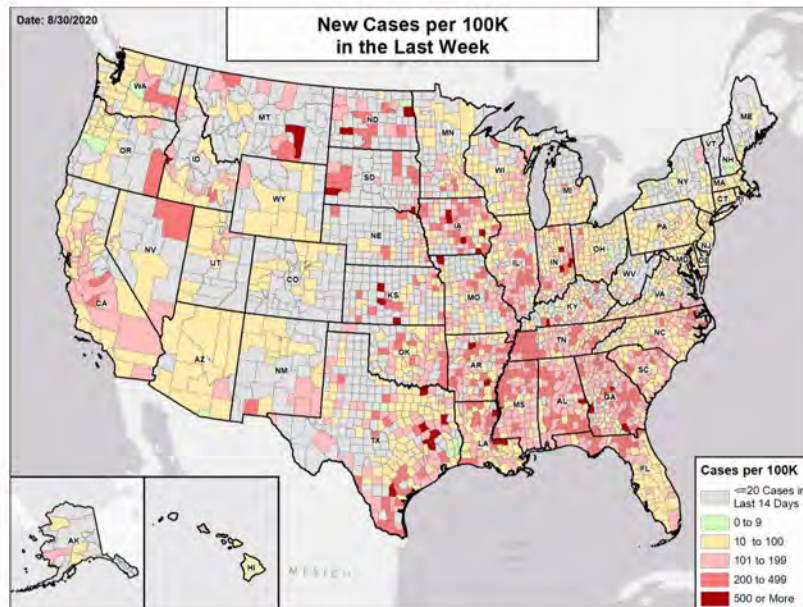 Date: 8/30/2020
New Cases per 100K
in the Last Week
WA
MT
ND
MN
ME
OR
ID
SD
WI
MI
VT
NH
NY
MA
CT
WY
NE
IA
PA
NJ
NV
UT
CO
IL
IN
OH
MD
DE
WV
VA
CA
KS
MO
KY
NC
TN
AZ
NM
OK
AR
SC
MS
AL
GA
TX
LA
FL
AK
HI
MEXICO
Cases per 100K
<=20 Cases in
Last 14 Days
0 to 9
10 to 100
101 to 199
200 to 499
500 or More